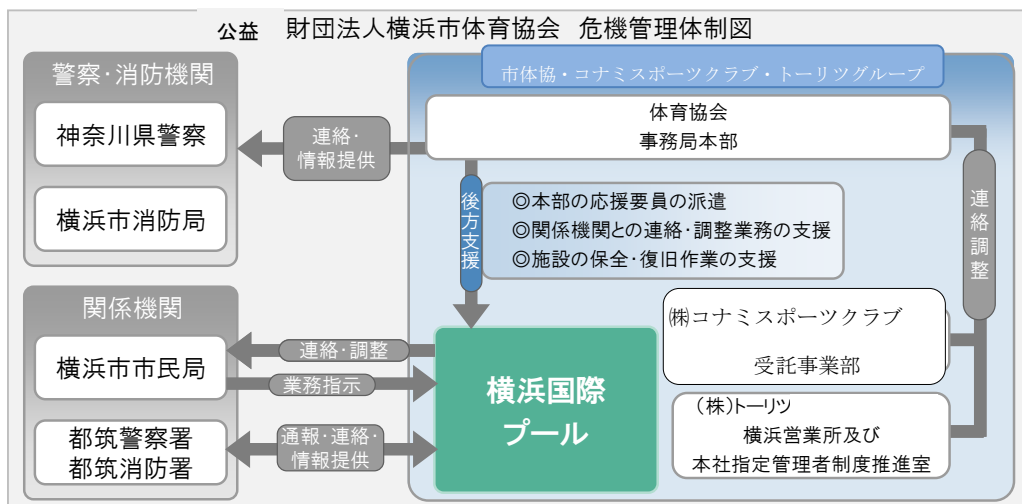 公益 財団法人横浜市体育協会 危機管理体制図
警察・消防機関
神奈川県警察
横浜市消防局
連絡・
情報提供
市体協・コナミスポーツクラブ・トーリツグループ
体育協会
事務局本部
後方支援
◎本部の応援要員の派遣
◎関係機関との連絡・調整業務の支援
◎施設の保全・復旧作業の支援
連絡調整
関係機関
横浜市市民局
都筑警察署
都筑消防署
連絡・調整
業務指示
通報・連絡・
情報提供
横浜国際
プール
㈱コナミスポーツクラブ
受託事業部
(株)トーリツ
横浜営業所及び
本社指定管理者制度推進室